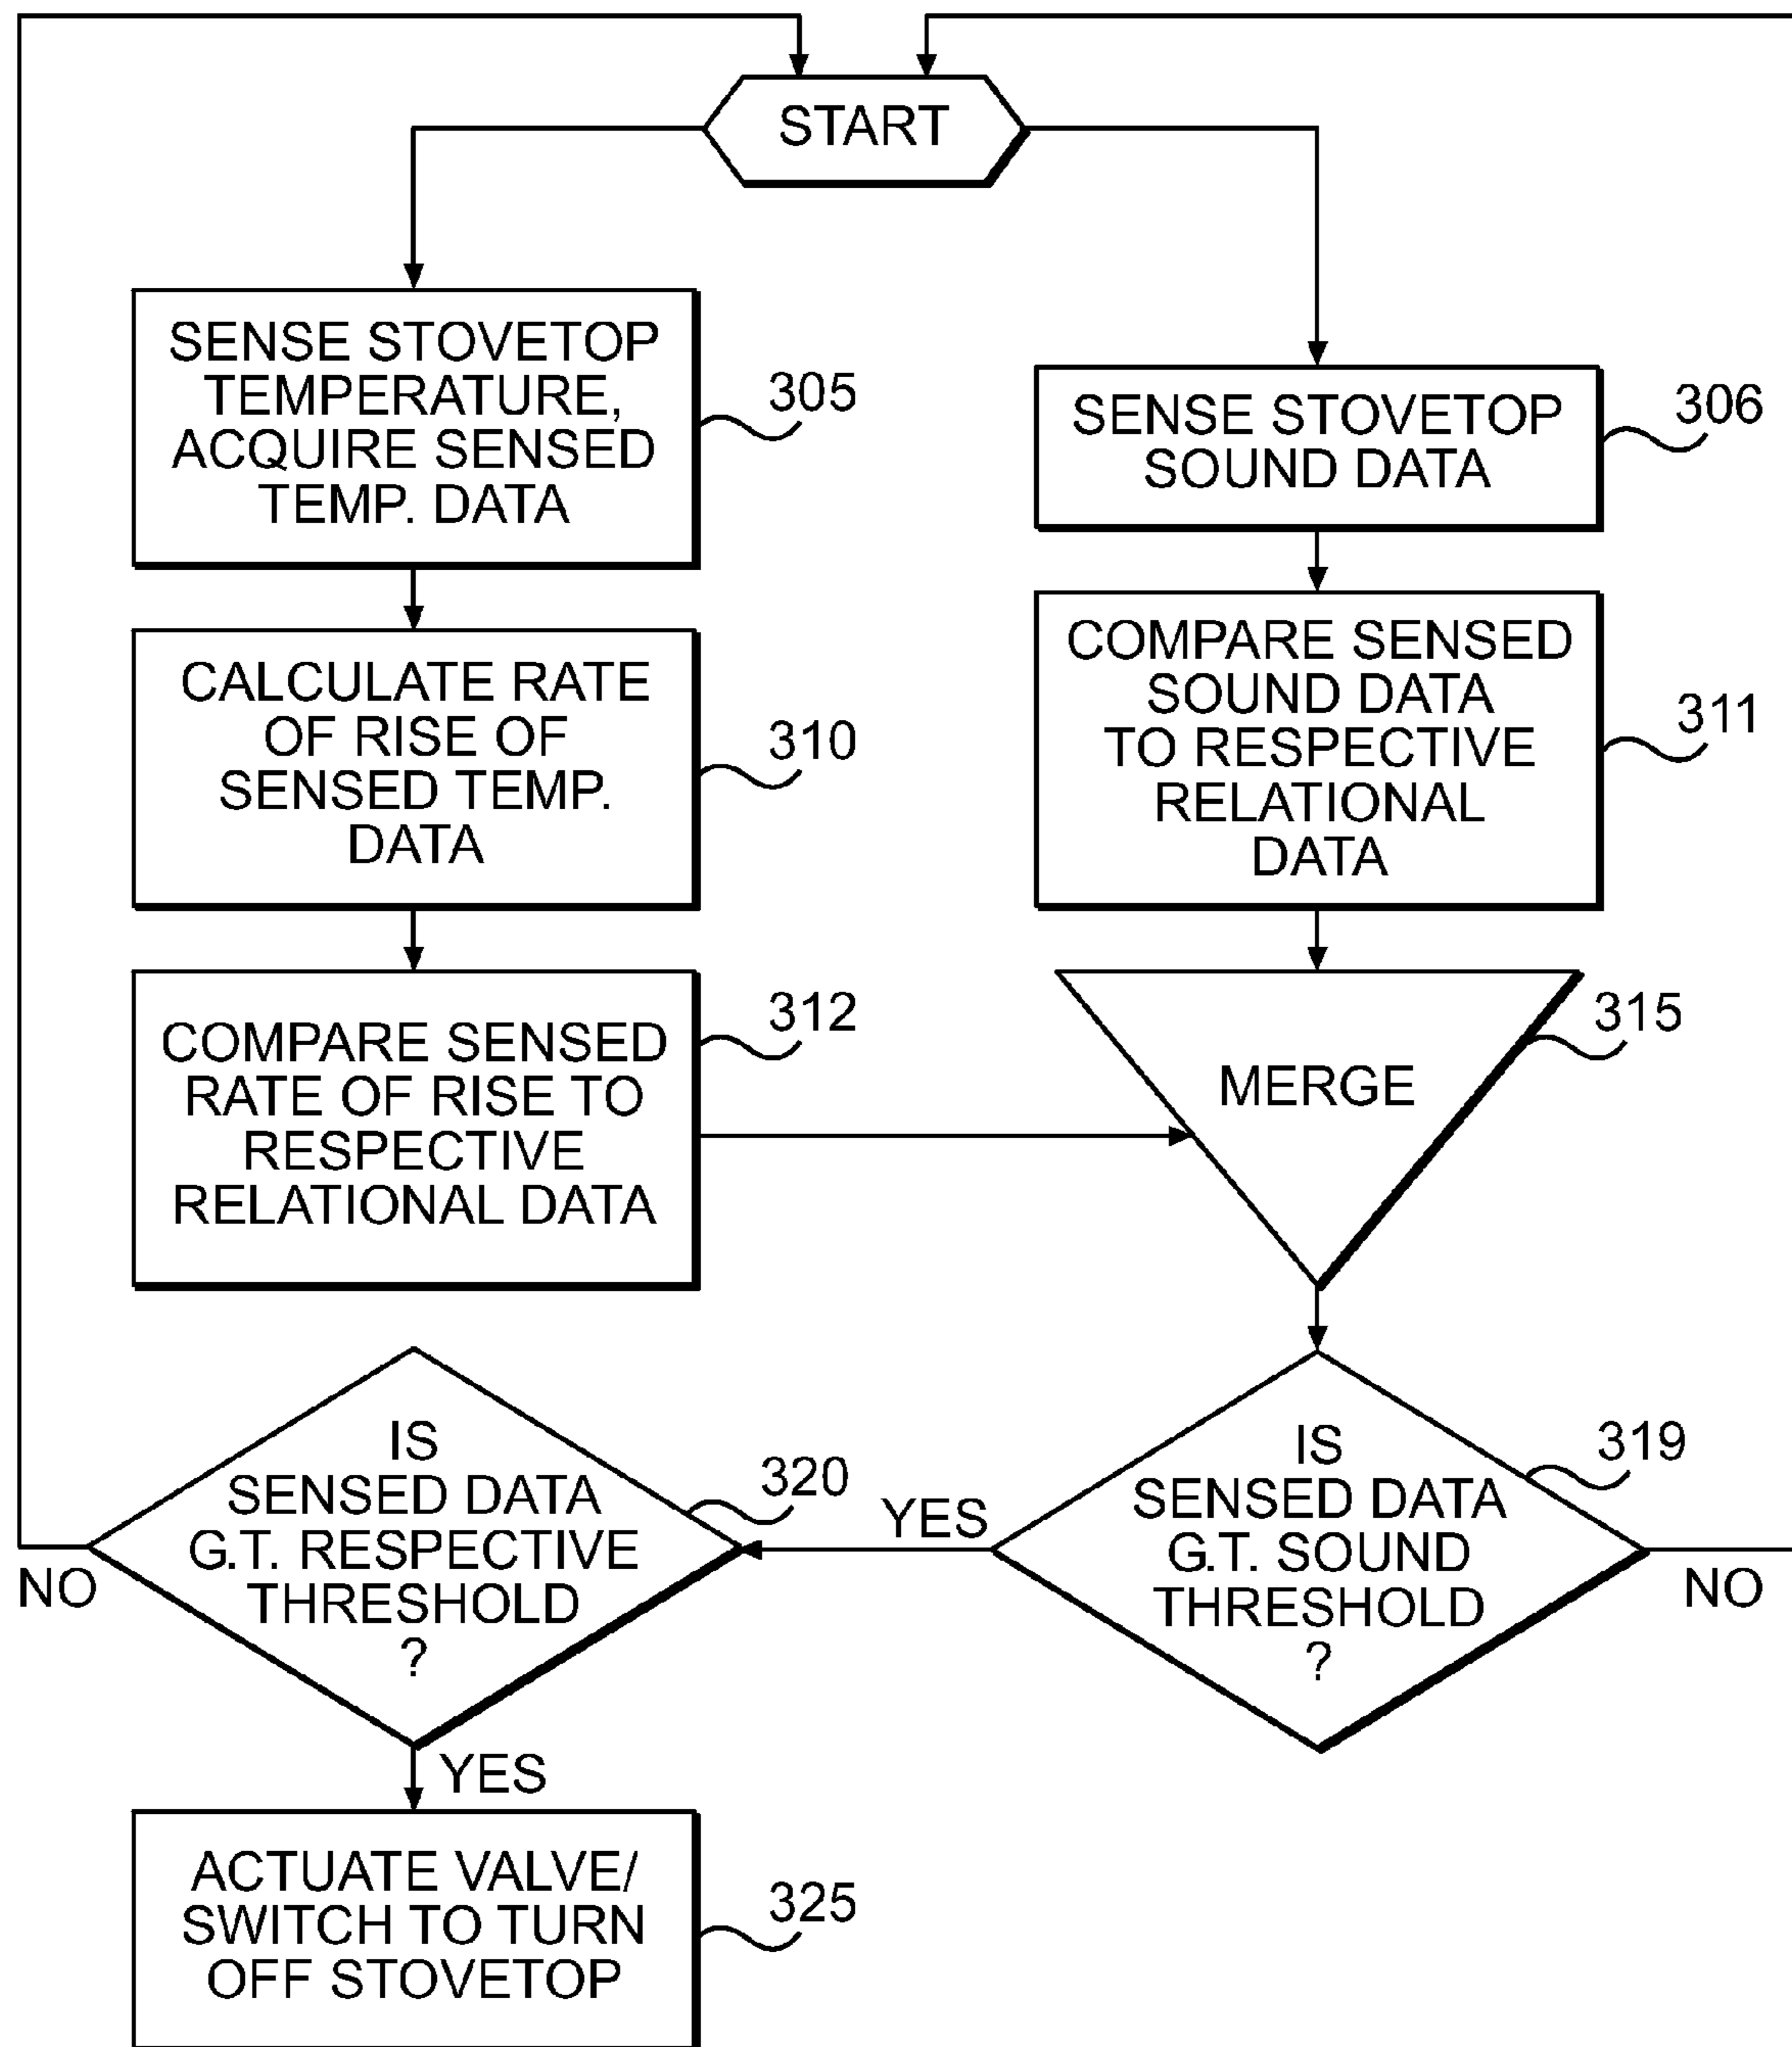 START
SENSE STOVETOP
TEMPERATURE,
ACQUIRE SENSED
TEMP. DATA
305
SENSE STOVETOP
SOUND DATA
306
CALCULATE RATE
OF RISE OF
SENSED TEMP.
DATA
310
COMPARE SENSED
SOUND DATA
TO RESPECTIVE
RELATIONAL
DATA
311
COMPARE SENSED
RATE OF RISE TO
RESPECTIVE
RELATIONAL DATA
312
MERGE
315
IS
SENSED DATA
G.T. RESPECTIVE
THRESHOLD
?
320
NO
YES
IS
SENSED DATA
G.T. SOUND
THRESHOLD
?
319
NO
YES
ACTUATE VALVE/
SWITCH TO TURN
OFF STOVETOP
325